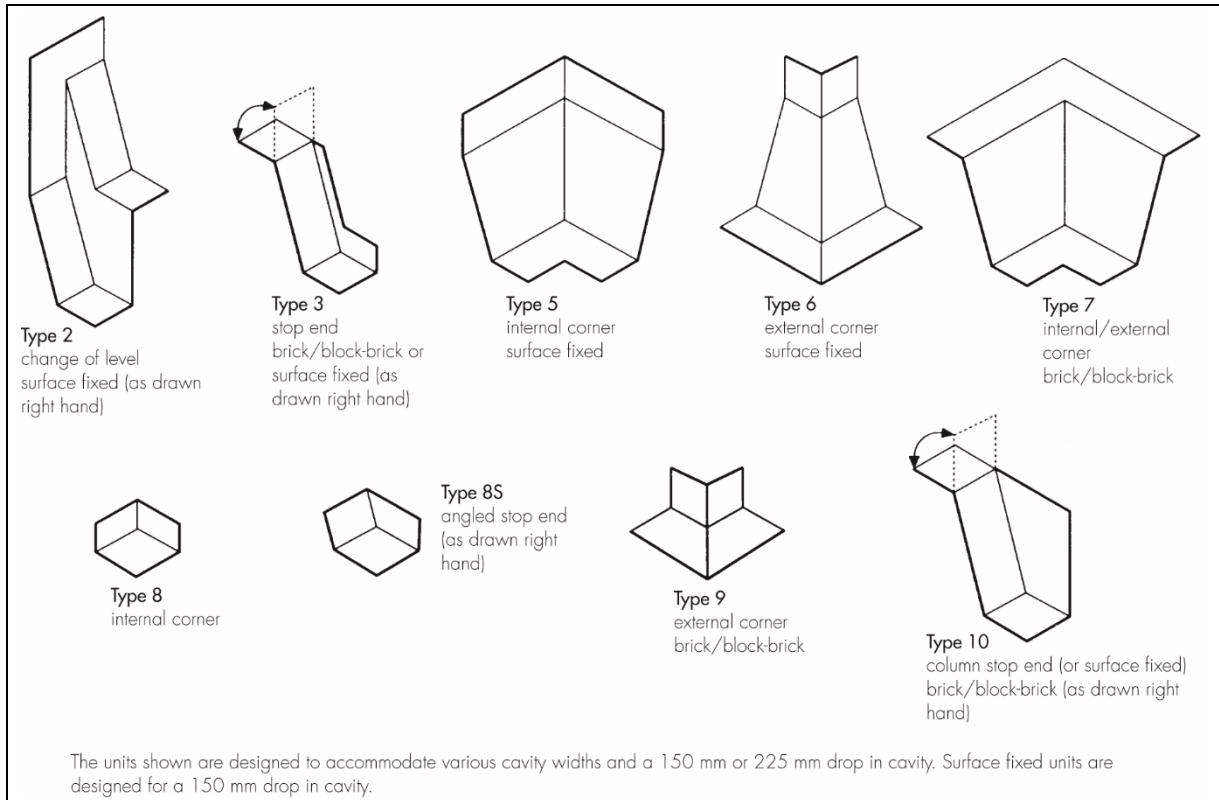 Type 2
change of level
surface fixed (as drawn
right hand)
Type 3
stop end
brick/block-brick or
surface fixed (as
drawn right hand)
Type 5
internal corner
surface fixed
Type 6
external corner
surface fixed
Type 7
internal/external
corner
brick/block-brick
Type 8
internal corner
Type 8S
angled stop end
(as drawn right
hand)
Type 9
external corner
brick/block-brick
Type 10
column stop end (or surface fixed)
brick/block-brick (as drawn right
hand)
The units shown are designed to accommodate various cavity widths and a 150 mm or 225 mm drop in cavity. Surface fixed units are
designed for a 150 mm drop in cavity.